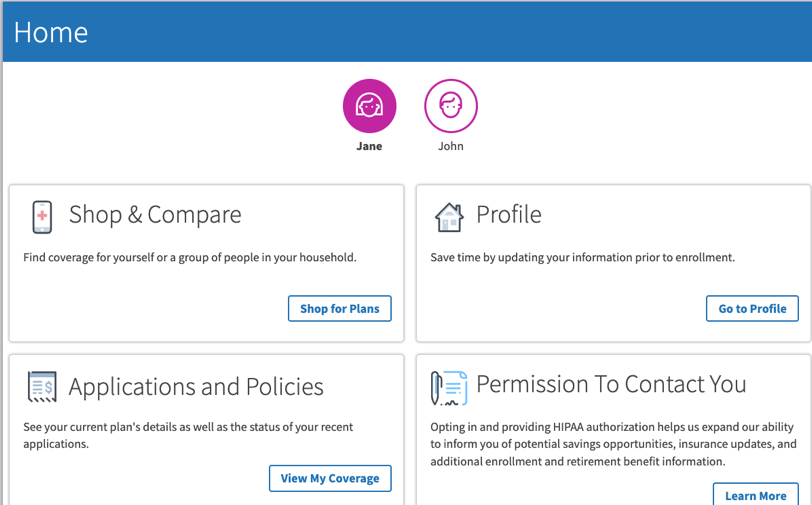 Home
Jane
John
Shop & Compare
Find coverage for yourself or a group of people in your household.
Shop for Plans
Profile
Save time by updating your information prior to enrollment.
Go to Profile
Applications and Policies
See your current plan's details as well as the status of your recent
applications.
View My Coverage
Permission To Contact You
Opting in and providing HIPAA authorization helps us expand our ability
to inform you of potential savings opportunities, insurance updates, and
additional enrollment and retirement benefit information.
Learn More